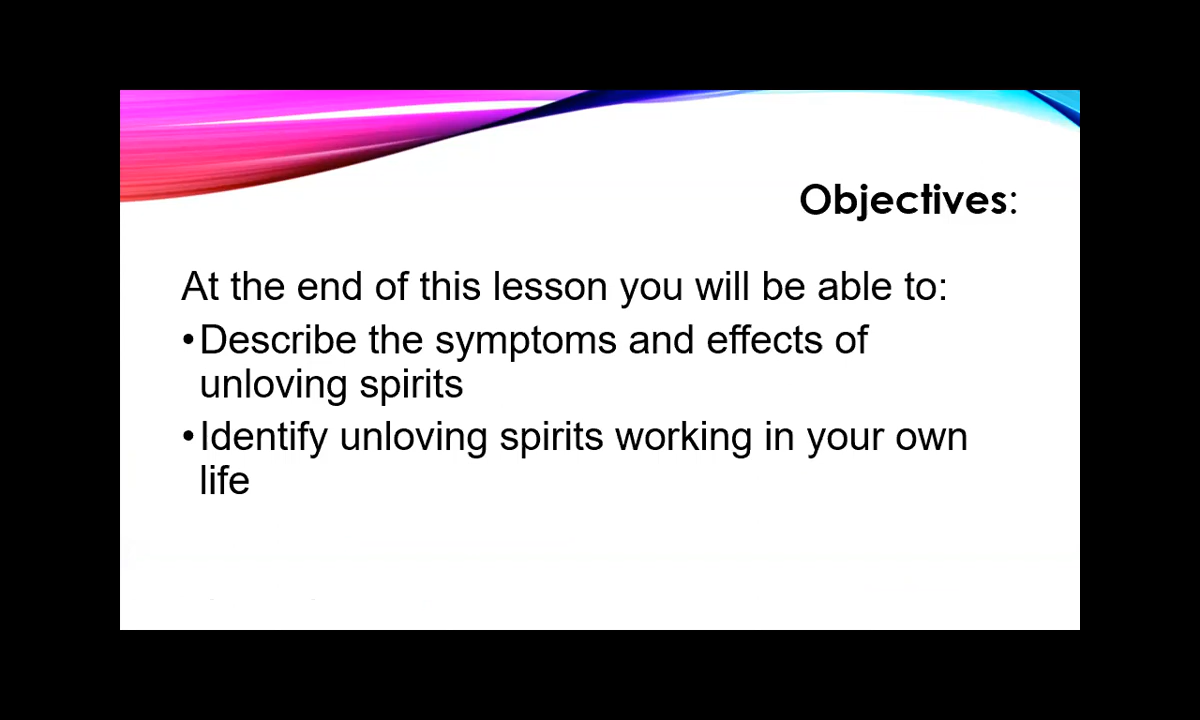 Objectives:
At the end of this lesson you will be able to:
•Describe the symptoms and effects of
unloving spirits
•Identify unloving spirits working in your own
life